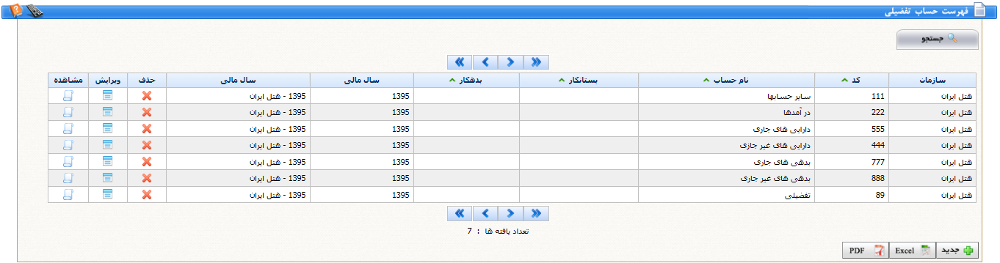 فهرست حساب تفضیلی
جستجو
سازمان کد نام حساب بستانکار بدهکار سال مالی سال مالی حذف ویرایش مشاهده
هتل ایران 111 سایر حسابها 1395 1395 - هتل ایران
هتل ایران 222 در آمدها 1395 1395 - هتل ایران
هتل ایران 555 دارایی های جاری 1395 1395 - هتل ایران
هتل ایران 444 دارایی های غیر جازی 1395 1395 - هتل ایران
هتل ایران 777 بدهی های جاری 1395 1395 - هتل ایران
هتل ایران 888 بدهی های غیر جاری 1395 1395 - هتل ایران
هتل ایران 89 تفضیلی 1395 1395 - هتل ایران
تعداد یافته ها : 7
جدید Excel PDF